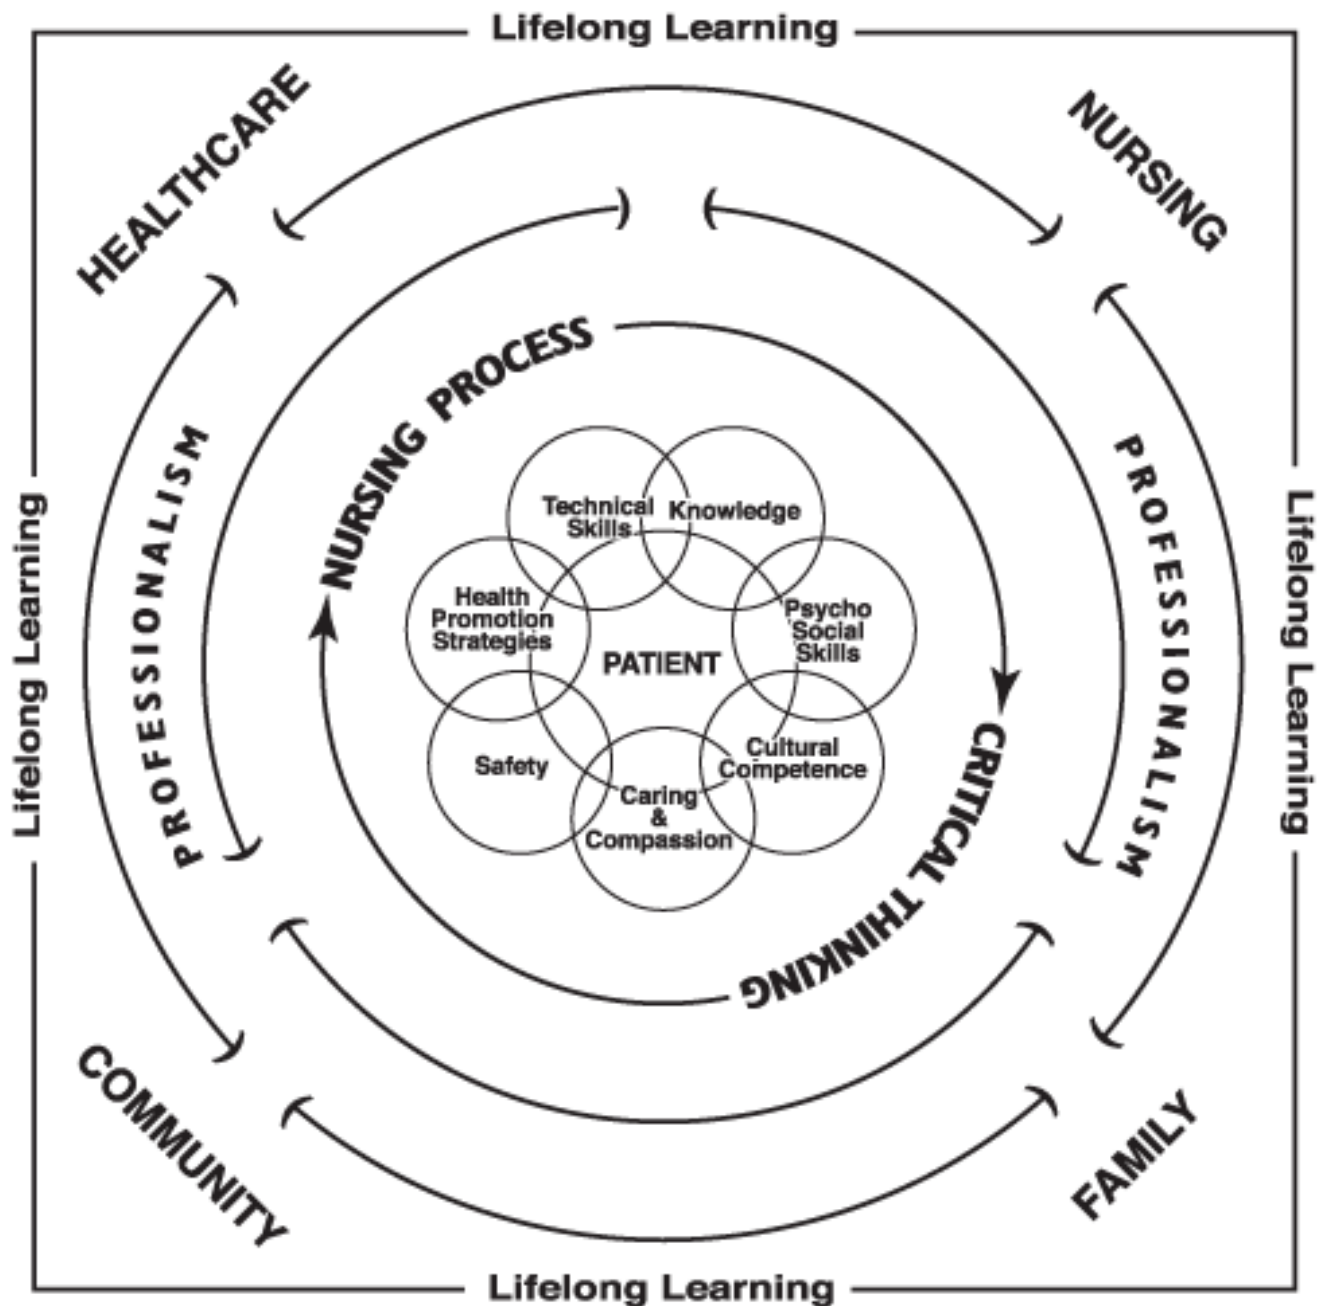 Lifelong Learning
HEALTHCARE
NURSING
NURSING PROCESS
PROFESSIONALISM
PROFESSIONALISM
Technical
Skills
Knowledge
Health
Promotion
Strategies
Psycho
Social
Skills
PATIENT
Lifelong Learning
Lifelong Learning
Safety
Cultural
Competence
Caring
&
Compassion
CRITICAL THINKING
COMMUNITY
FAMILY
Lifelong Learning